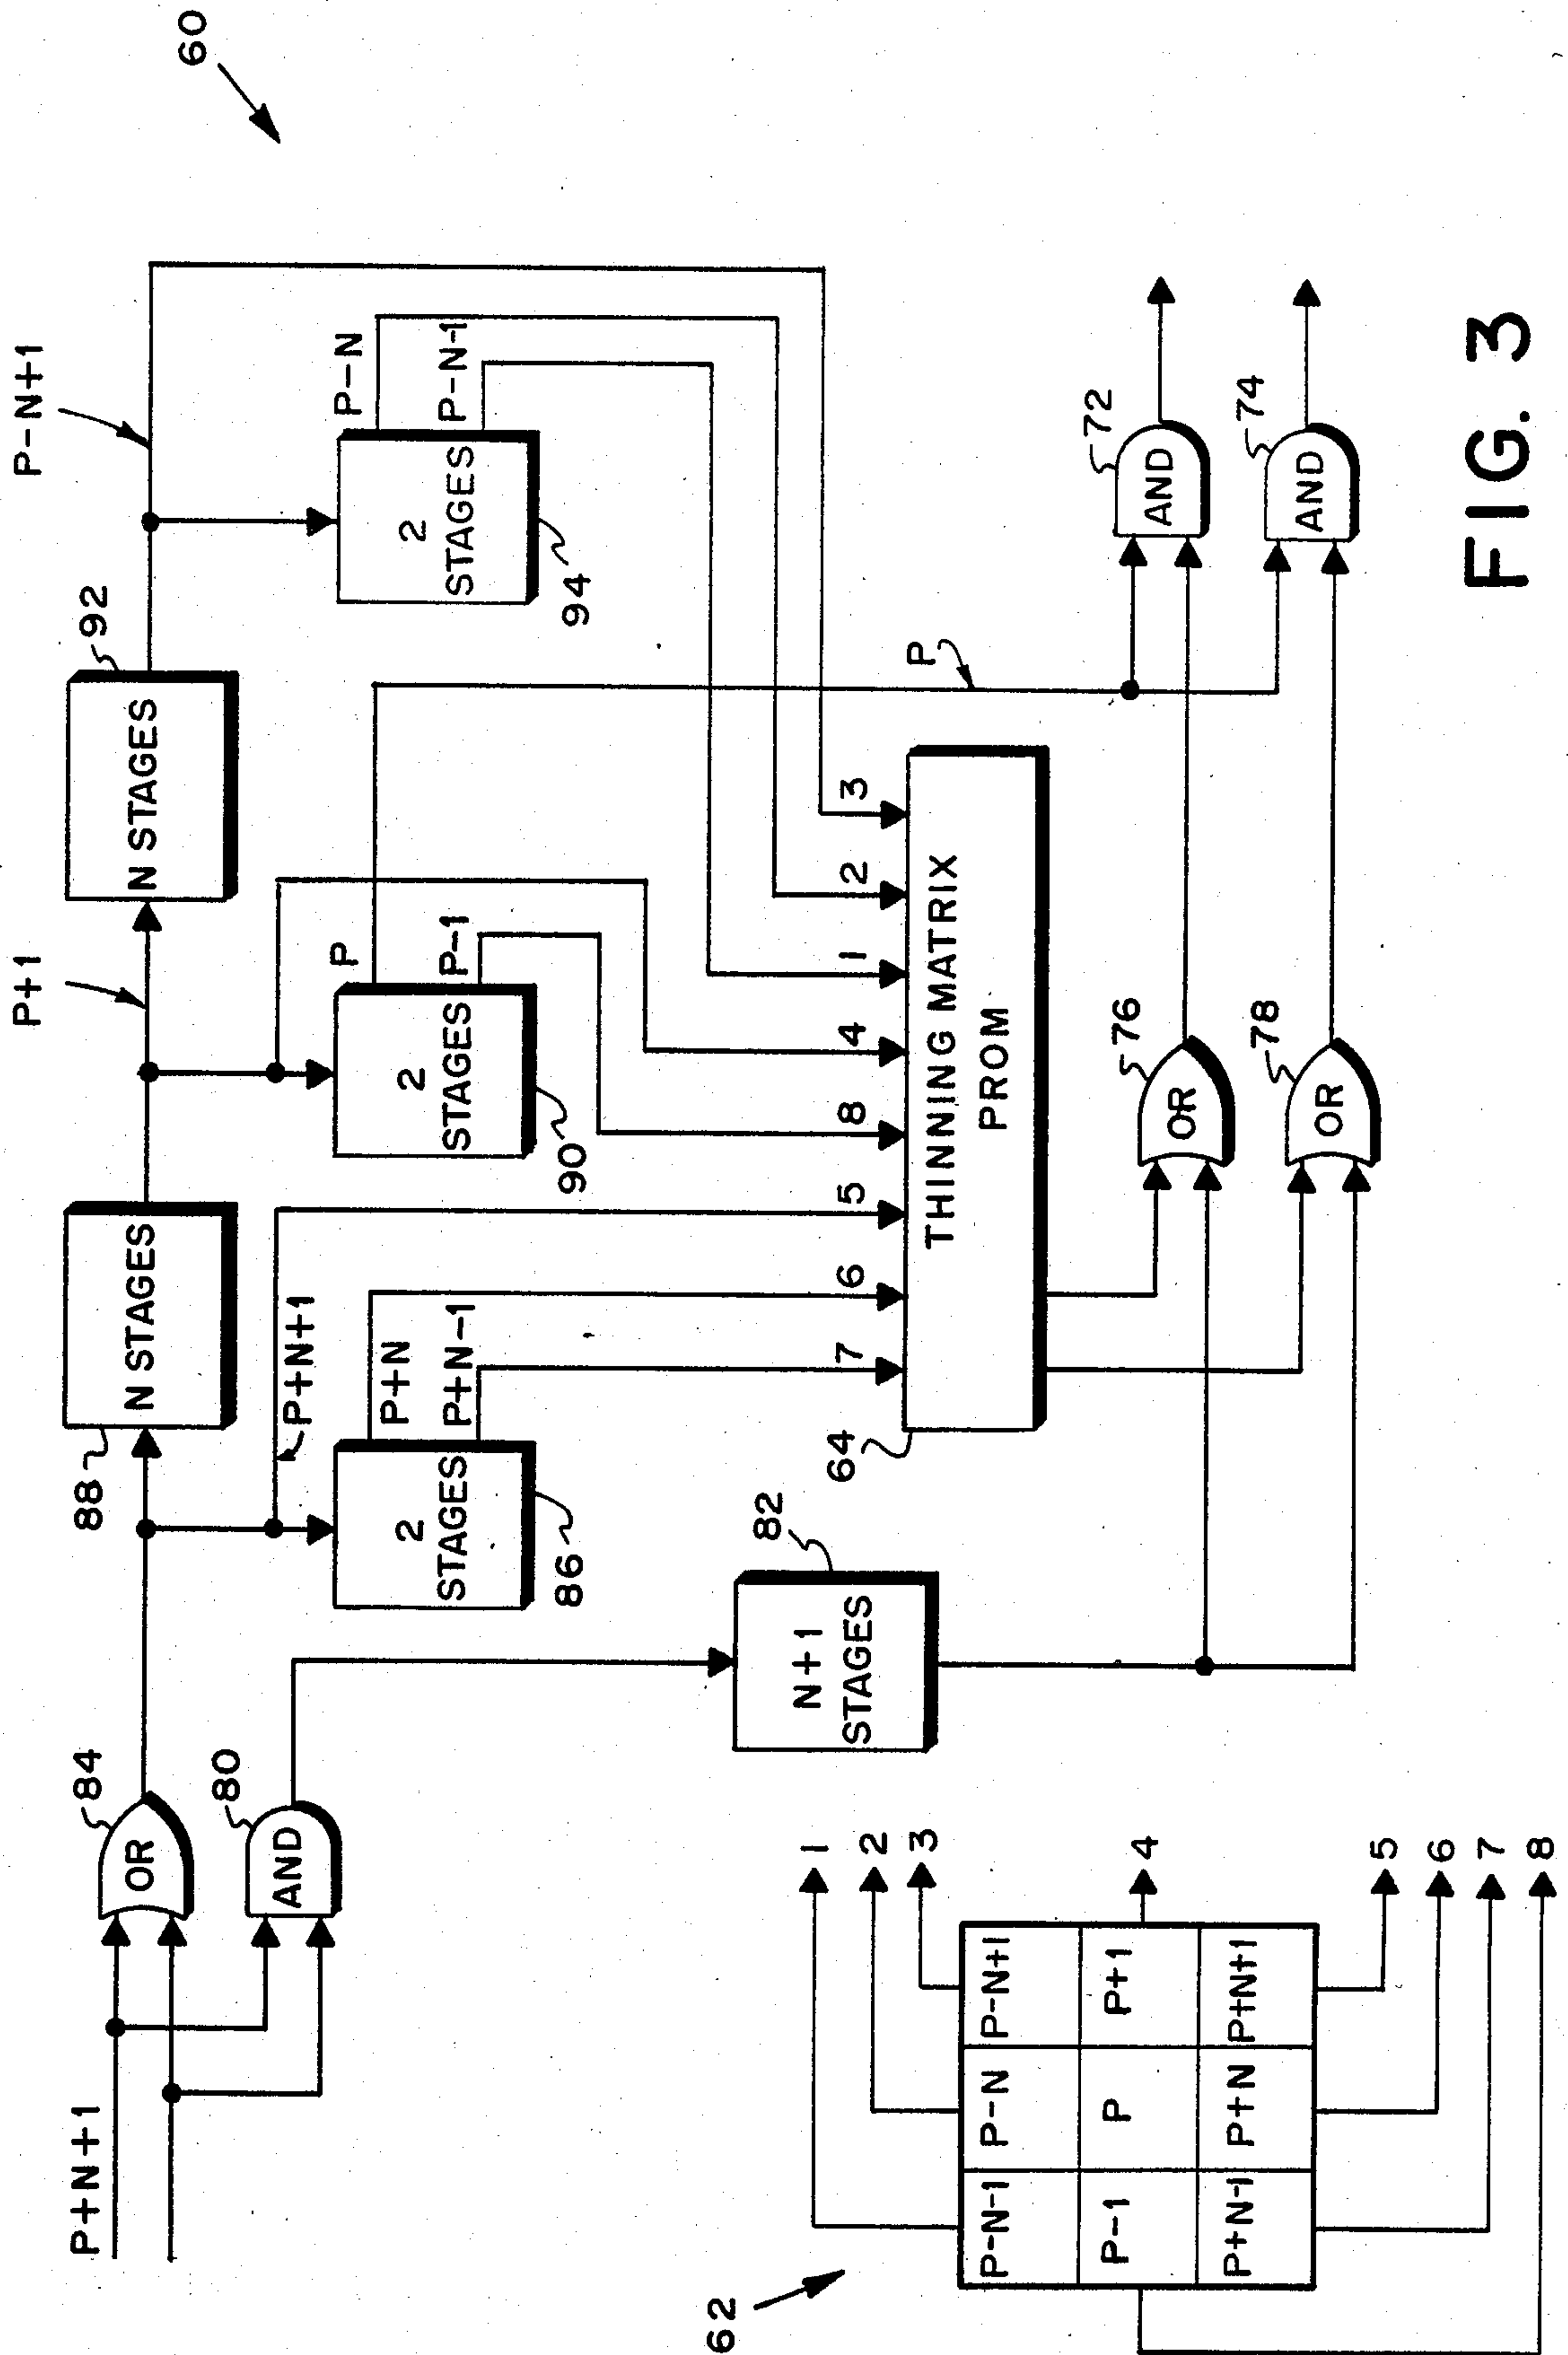 60
P-N+1
92
N STAGES
P-N
P-N-1
2
STAGES
94
P+1
N STAGES
88
P
P-1
2
STAGES
90
P+N+1
P+N
P+N-1
2
STAGES
86
P+N+1
OR
84
AND
80
N+1
STAGES
82
7
6
5
8
4
1
2
3
THINNING MATRIX
PROM
64
P
AND
72
AND
74
OR
76
OR
78
62
P-N-1
P-N
P-N+1
P-1
P
P+1
P+N-1
P+N
P+N+1
1
2
3
4
5
6
7
8
FIG. 3